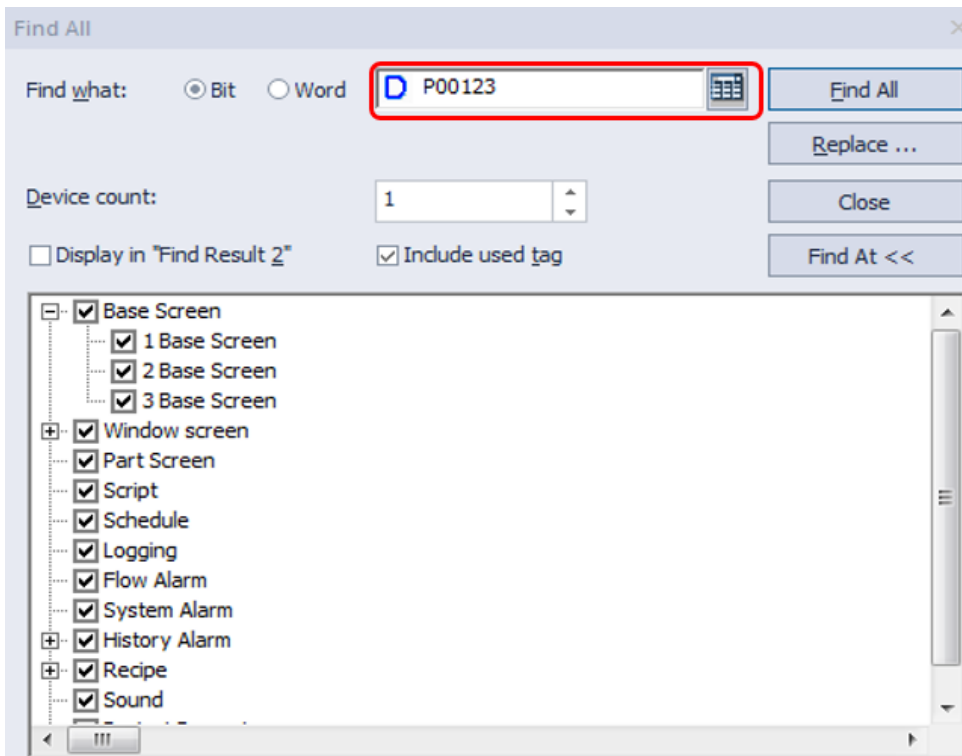 Find All
Find what: Bit Word D P00123 Find All
Replace ...
Device count: 1 Close
Display in "Find Result 2" Include used tag Find At <<
Base Screen
1 Base Screen
2 Base Screen
3 Base Screen
Window screen
Part Screen
Script
Schedule
Logging
Flow Alarm
System Alarm
History Alarm
Recipe
Sound